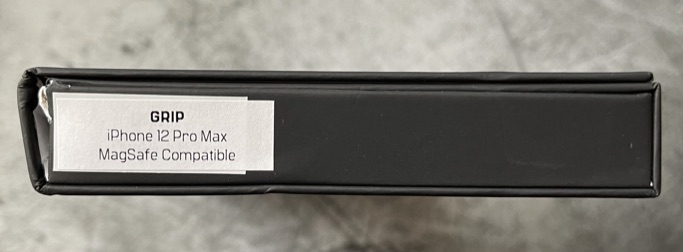 GRIP
iPhone 12 Pro Max
MagSafe Compatible